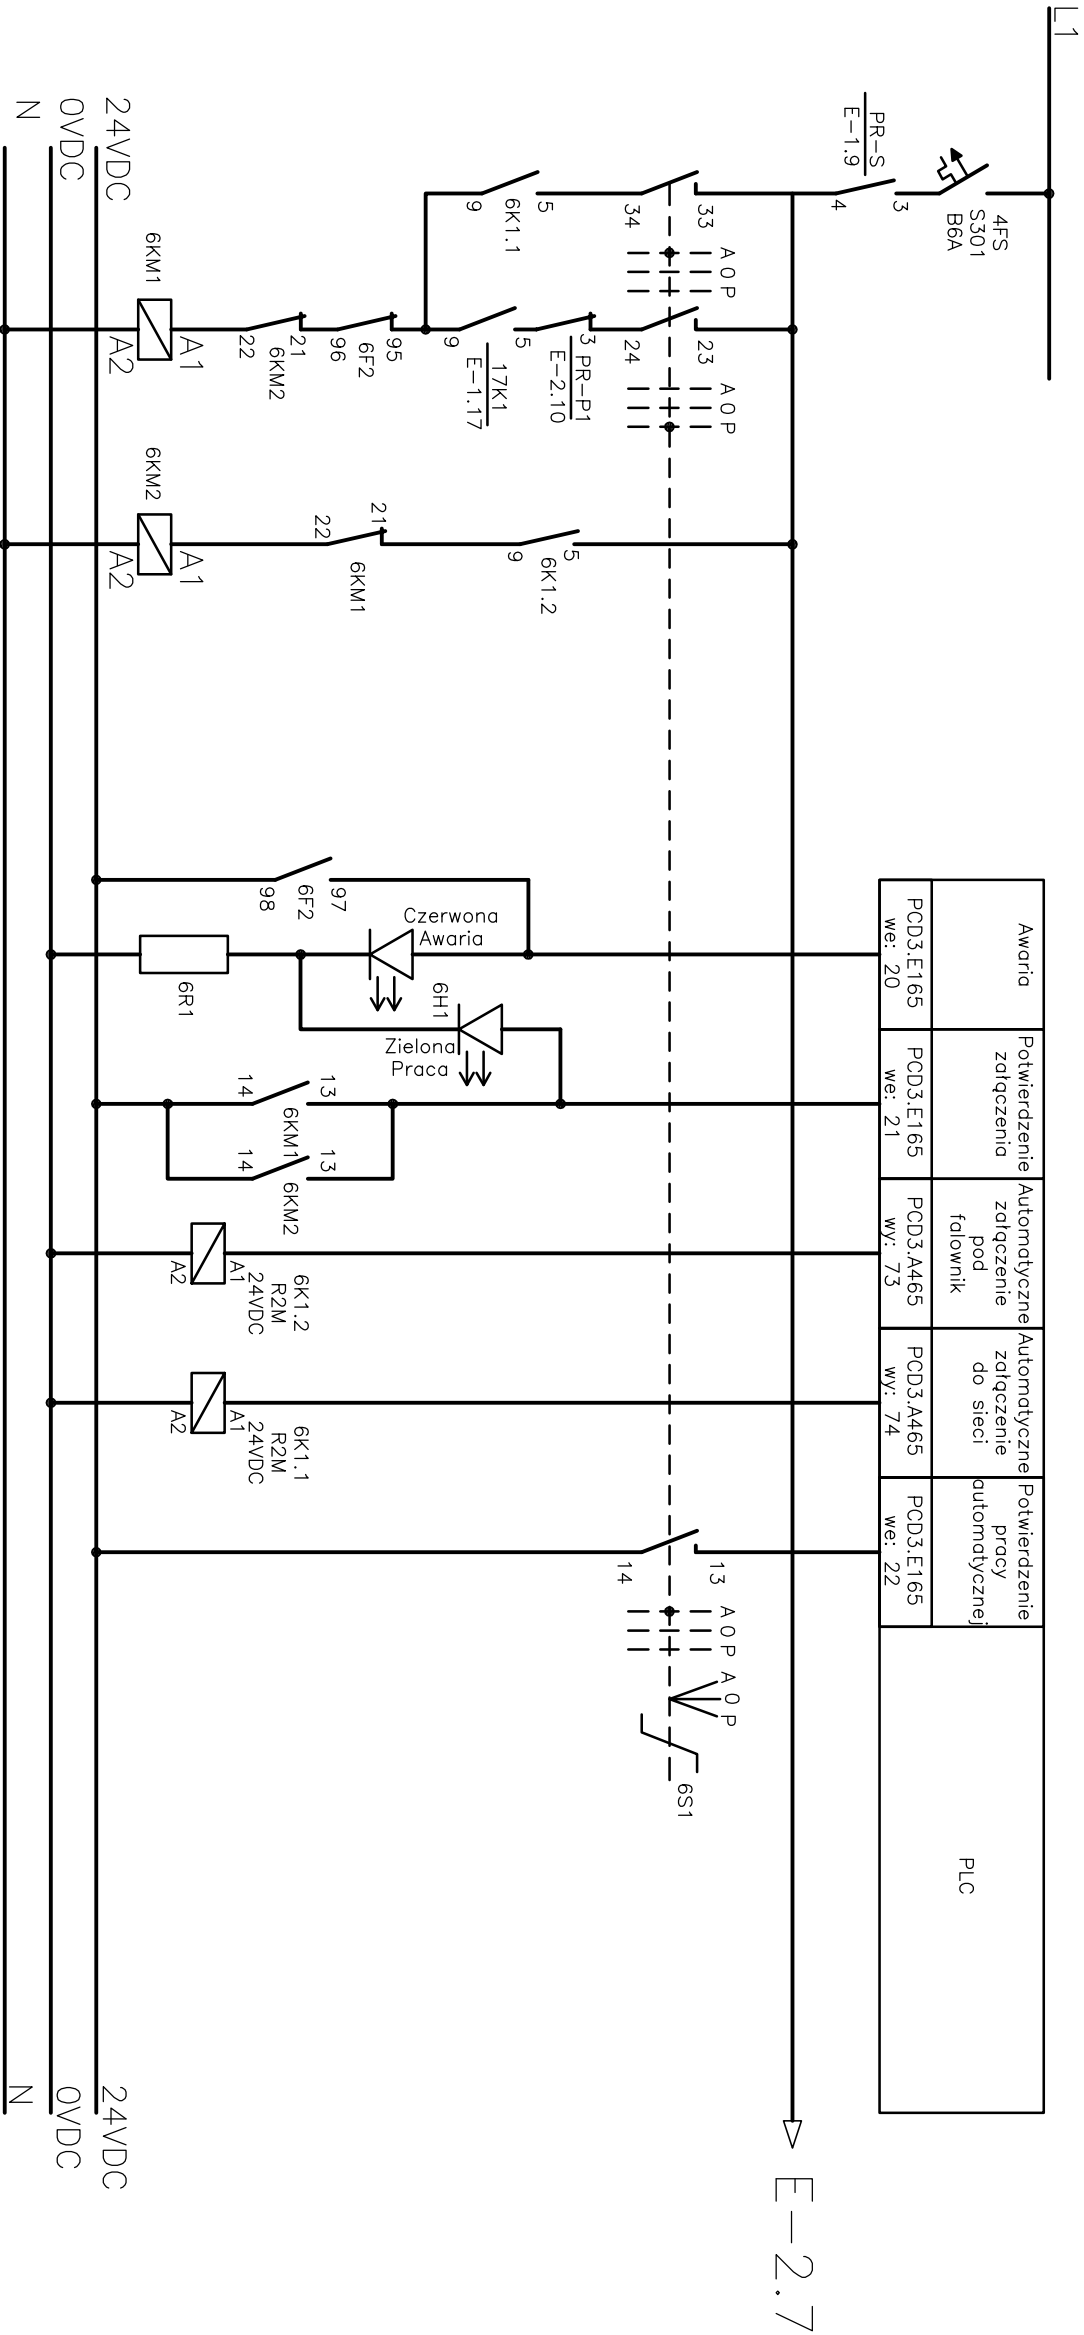 L1
4FS
S301
B6A
3
4
PR-S
E-1.9
33
34
A 0 P
5
9
6K1.1
23
24
A 0 P
3
PR-P1
E-2.10
5
9
17K1
E-1.17
95
96
6F2
21
22
6KM2
6KM1
A1
A2
5
9
6K1.2
21
22
6KM1
6KM2
A1
A2
24VDC
0VDC
N
Awaria
PCD3.E165
we: 20
Potwierdzenie
załączenia
PCD3.E165
we: 21
Automatyczne
załączenie
pod
falownik
PCD3.A465
wy: 73
Automatyczne
załączenie
do sieci
PCD3.A465
wy: 74
Potwierdzenie
pracy
automatycznej
PCD3.E165
we: 22
PLC
97
98
6F2
Czerwona
Awaria
6H1
Zielona
Praca
6R1
13
14
6KM1
13
14
6KM2
6K1.2
R2M
24VDC
A1
A2
6K1.1
R2M
24VDC
A1
A2
13
14
A 0 P
A 0 P
6S1
E-2.7
24VDC
0VDC
N